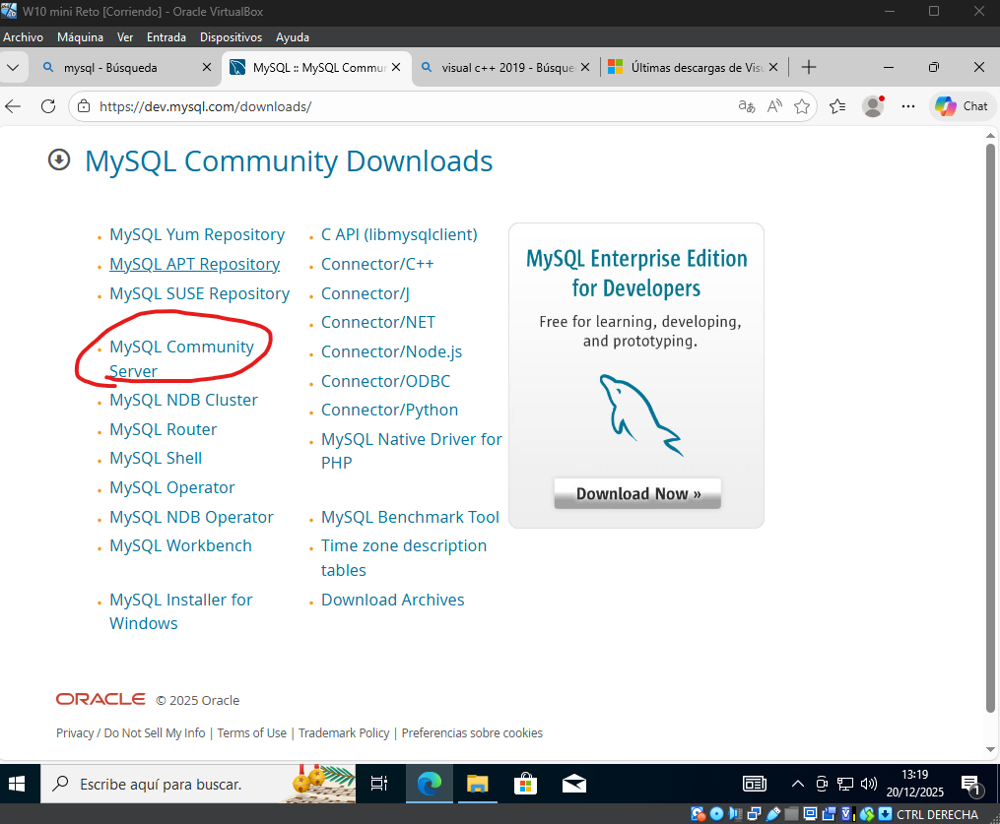 W10 mini Reto [Corriendo] - Oracle VirtualBox
Archivo Máquina Ver Entrada Dispositivos Ayuda
mysql - Búsqueda
MySQL :: MySQL Commu
visual c++ 2019 - Búsque
Últimas descargas de Visu
https://dev.mysql.com/downloads/
Chat
MySQL Community Downloads
MySQL Yum Repository
MySQL APT Repository
MySQL SUSE Repository
MySQL Community
Server
MySQL NDB Cluster
MySQL Router
MySQL Shell
MySQL Operator
MySQL NDB Operator
MySQL Workbench
MySQL Installer for
Windows
C API (libmysqlclient)
Connector/C++
Connector/J
Connector/NET
Connector/Node.js
Connector/ODBC
Connector/Python
MySQL Native Driver for
PHP
MySQL Benchmark Tool
Time zone description
tables
Download Archives
MySQL Enterprise Edition
for Developers
Free for learning, developing,
and prototyping.
Download Now »
ORACLE © 2025 Oracle
Privacy / Do Not Sell My Info | Terms of Use | Trademark Policy | Preferencias sobre cookies
Escribe aquí para buscar.
13:19
20/12/2025
1
CTRL DERECHA